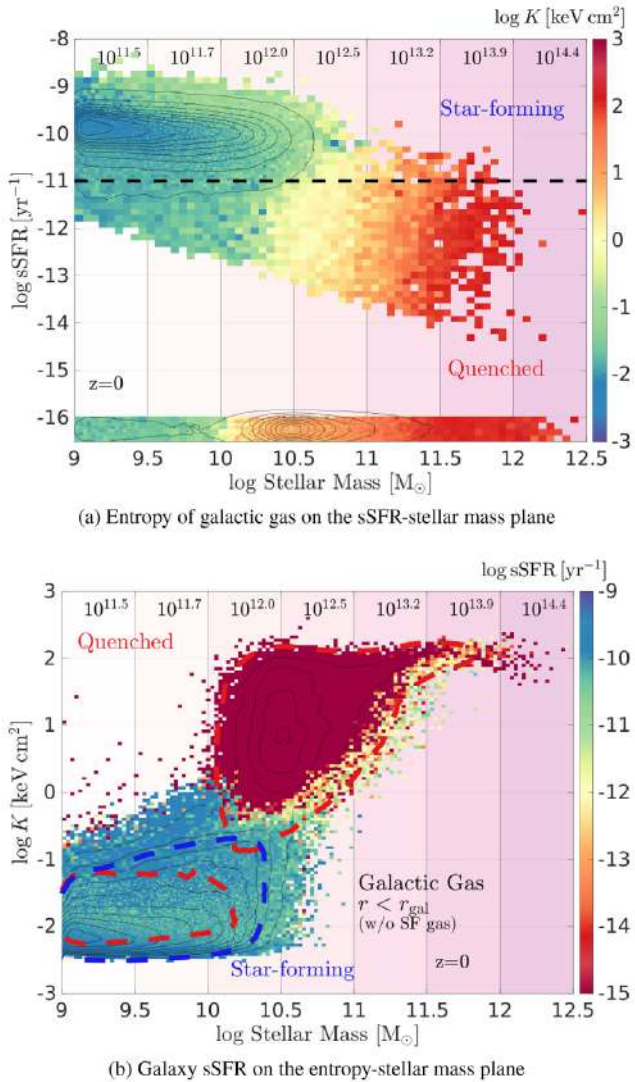 log K [keV cm²]
10^11.5 10^11.7 10^12.0 10^12.5 10^13.2 10^13.9 10^14.4
Star-forming
Quenched
z=0
-8
-9
-10
-11
-12
-13
-14
-15
-16
log sSFR [yr⁻¹]
9 9.5 10 10.5 11 11.5 12 12.5
log Stellar Mass [M⊙]
3
2
1
0
-1
-2
-3
(a) Entropy of galactic gas on the sSFR-stellar mass plane
log sSFR [yr⁻¹]
10^11.5 10^11.7 10^12.0 10^12.5 10^13.2 10^13.9 10^14.4
Quenched
Galactic Gas
r < r_gal
(w/o SF gas)
Star-forming
z=0
3
2
1
0
-1
-2
-3
log K [keV cm²]
9 9.5 10 10.5 11 11.5 12 12.5
log Stellar Mass [M⊙]
-9
-10
-11
-12
-13
-14
-15
(b) Galaxy sSFR on the entropy-stellar mass plane